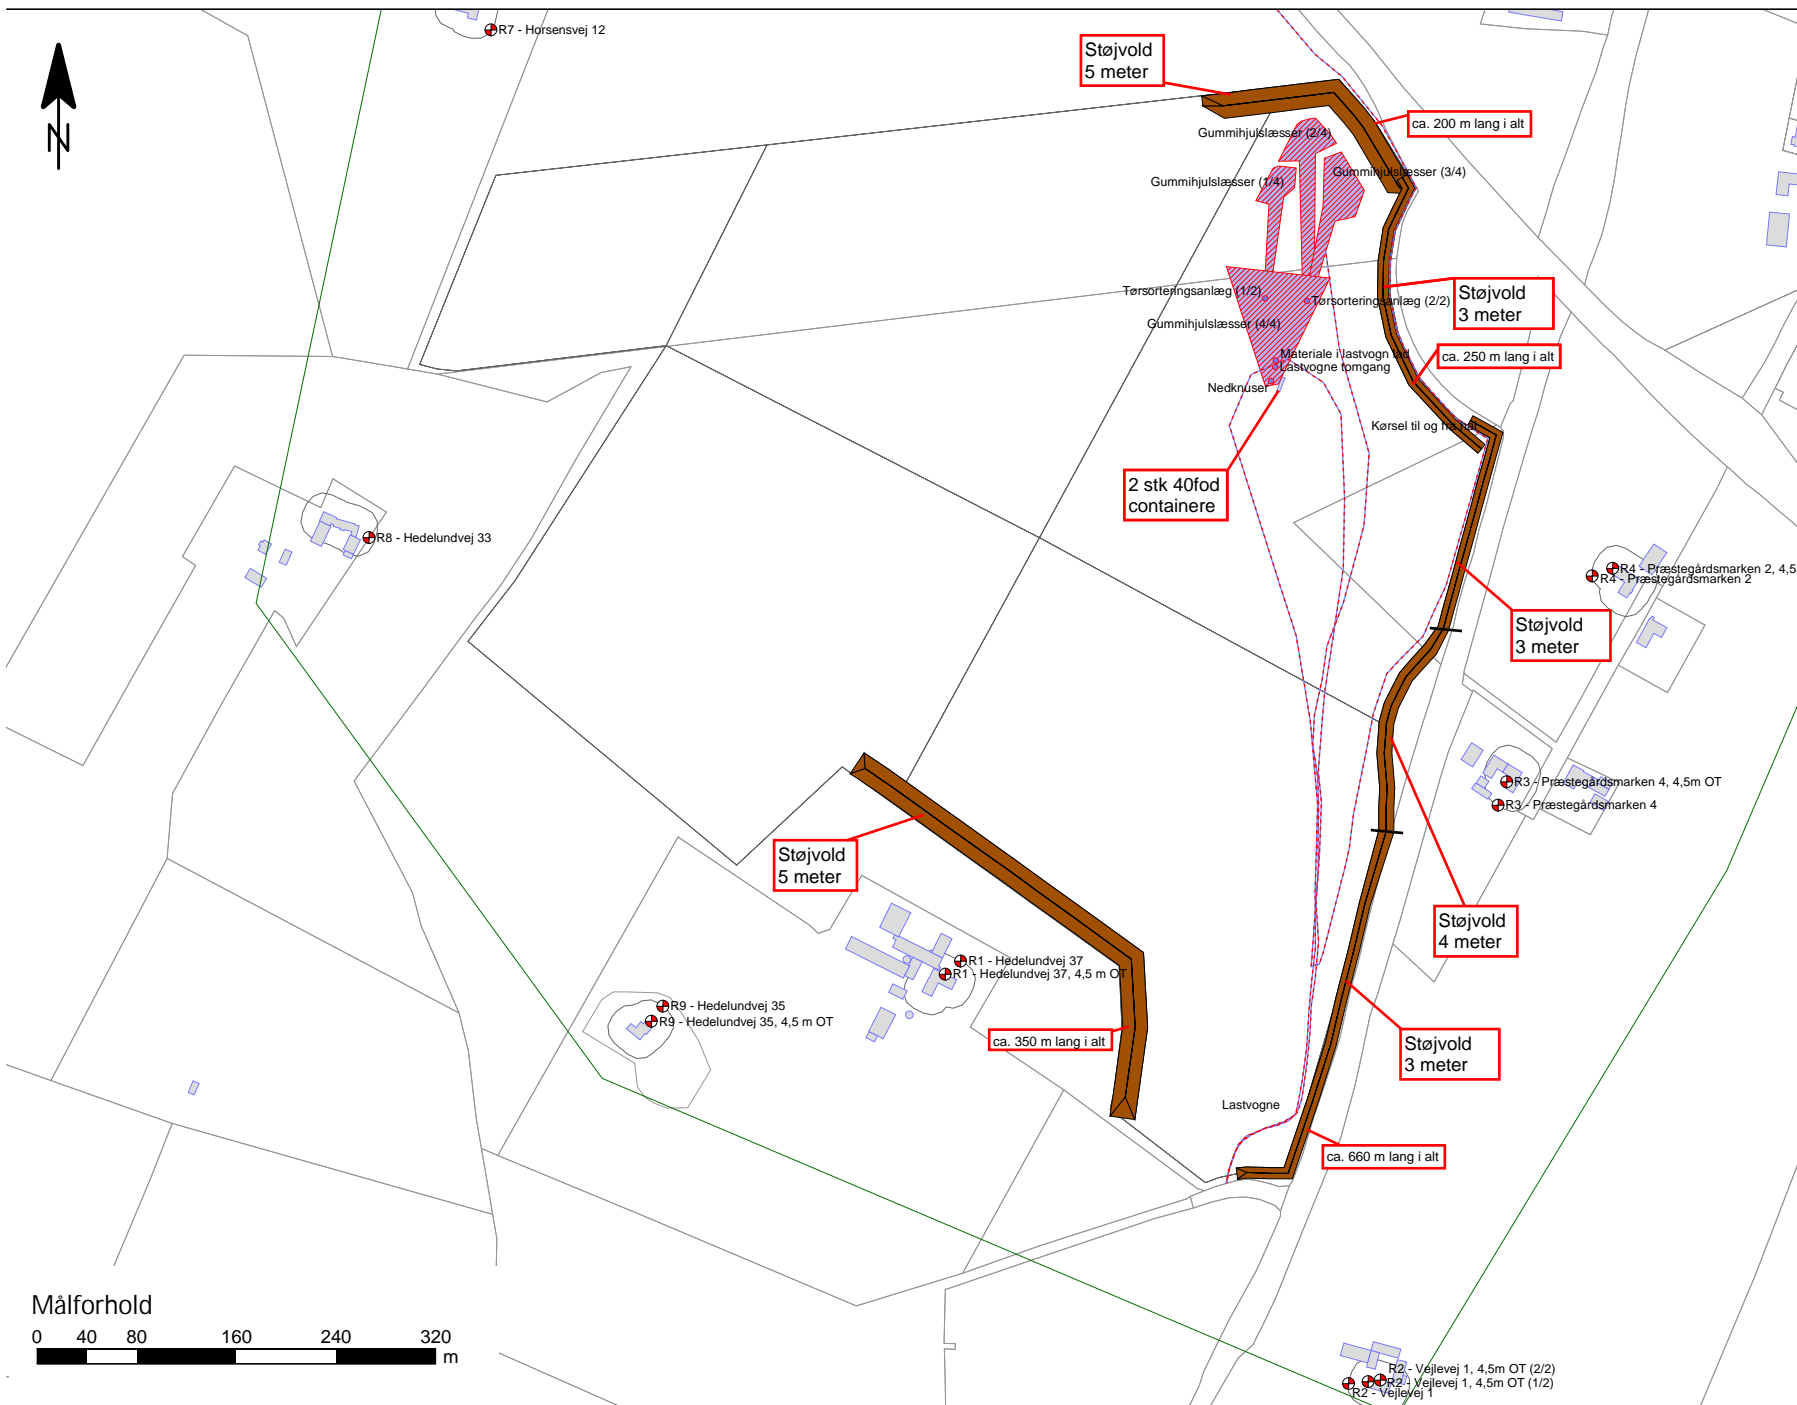 R7 - Horsensvej 12
Støjvold
5 meter
N
ca. 200 m lang i alt
Gummihjulslæsser (2/4)
Gummihjulslæsser (3/4)
Gummihjulslæsser (1/4)
Tørsorteringsanlæg (1/2)
Tørsorteringsanlæg (2/2)
Støjvold
3 meter
Gummihjulslæsser (4/4)
ca. 250 m lang i alt
Materiale i lastvogn lad
Lastvogne tomgang
Nedknuser
Kørsel til og fra hal
2 stk 40fod
containere
R8 - Hedelundvej 33
R4 - Præstegårdsmarken 2, 4,5
R4 - Præstegårdsmarken 2
Støjvold
3 meter
R3 - Præstegårdsmarken 4, 4,5m OT
R3 - Præstegårdsmarken 4
Støjvold
5 meter
Støjvold
4 meter
R1 - Hedelundvej 37
R1 - Hedelundvej 37, 4,5 m OT
R9 - Hedelundvej 35
R9 - Hedelundvej 35, 4,5 m OT
ca. 350 m lang i alt
Støjvold
3 meter
Lastvogne
ca. 660 m lang i alt
Målforhold
0 40 80 160 240 320
m
R2 - Vejlevej 1, 4,5m OT (2/2)
R2 - Vejlevej 1, 4,5m OT (1/2)
R2 - Vejlevej 1